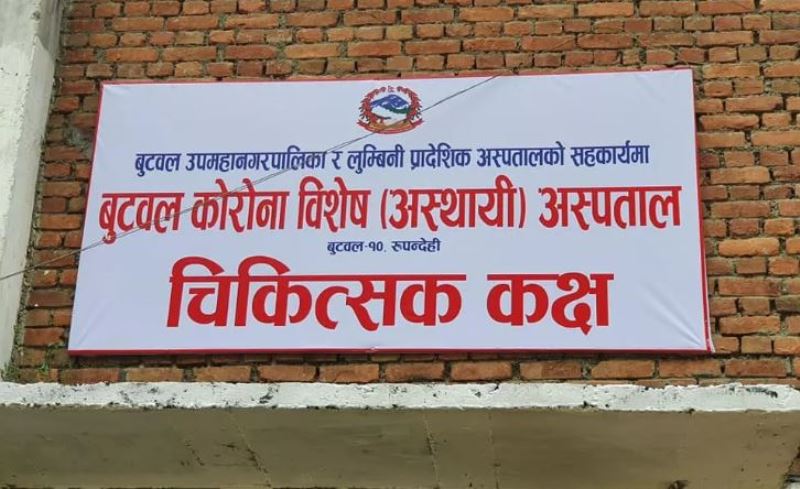 बुटवल उपमहानगरपालिका र लुम्बिनी प्रादेशिक अस्पतालको सहकार्यमा
बुटवल कोरोना विशेष (अस्थायी) अस्पताल
बुटवल-१०, रुपन्देही
चिकित्सक कक्ष